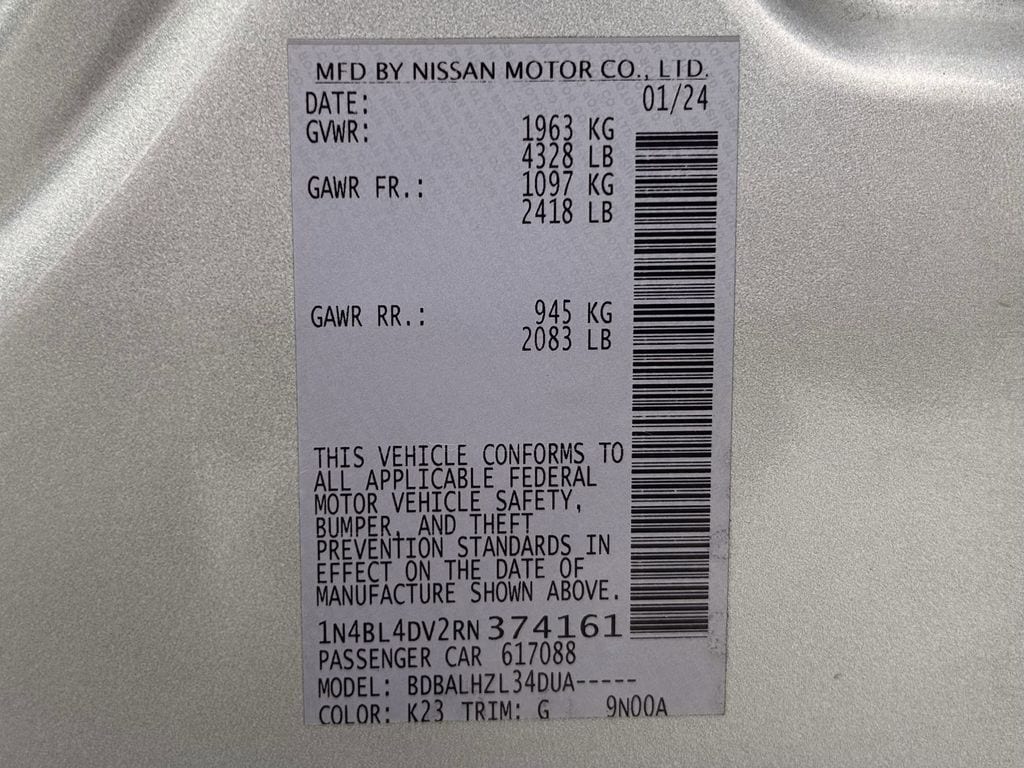 MFD BY NISSAN MOTOR CO., LTD.
DATE: 01/24
GVWR: 1963 KG
4328 LB
GAWR FR.: 1097 KG
2418 LB
GAWR RR.: 945 KG
2083 LB
THIS VEHICLE CONFORMS TO
ALL APPLICABLE FEDERAL
MOTOR VEHICLE SAFETY,
BUMPER, AND THEFT
PREVENTION STANDARDS IN
EFFECT ON THE DATE OF
MANUFACTURE SHOWN ABOVE.
1N4BL4DV2RN374161
PASSENGER CAR 617088
MODEL: BDBALHZL34DUA-----
COLOR: K23 TRIM: G 9N00A